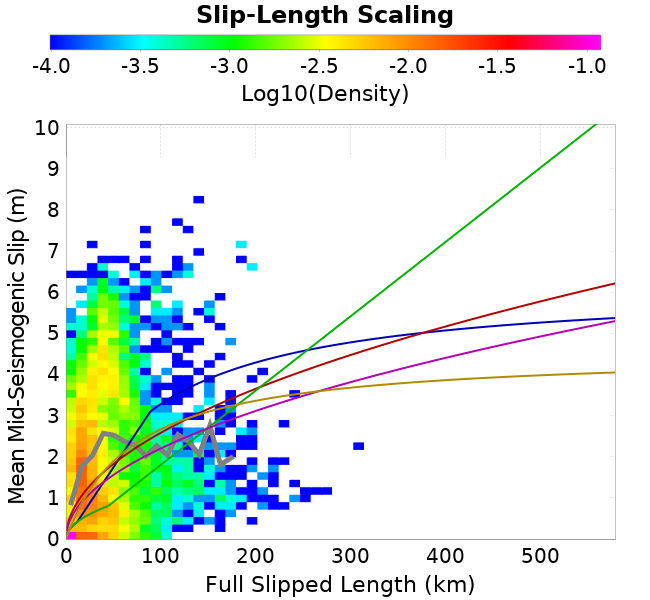 Slip-Length Scaling
-4.0 -3.5 -3.0 -2.5 -2.0 -1.5 -1.0
Log10(Density)
Mean Mid-Seismogenic Slip (m)
10
9
8
7
6
5
4
3
2
1
0
0 100 200 300 400 500
Full Slipped Length (km)